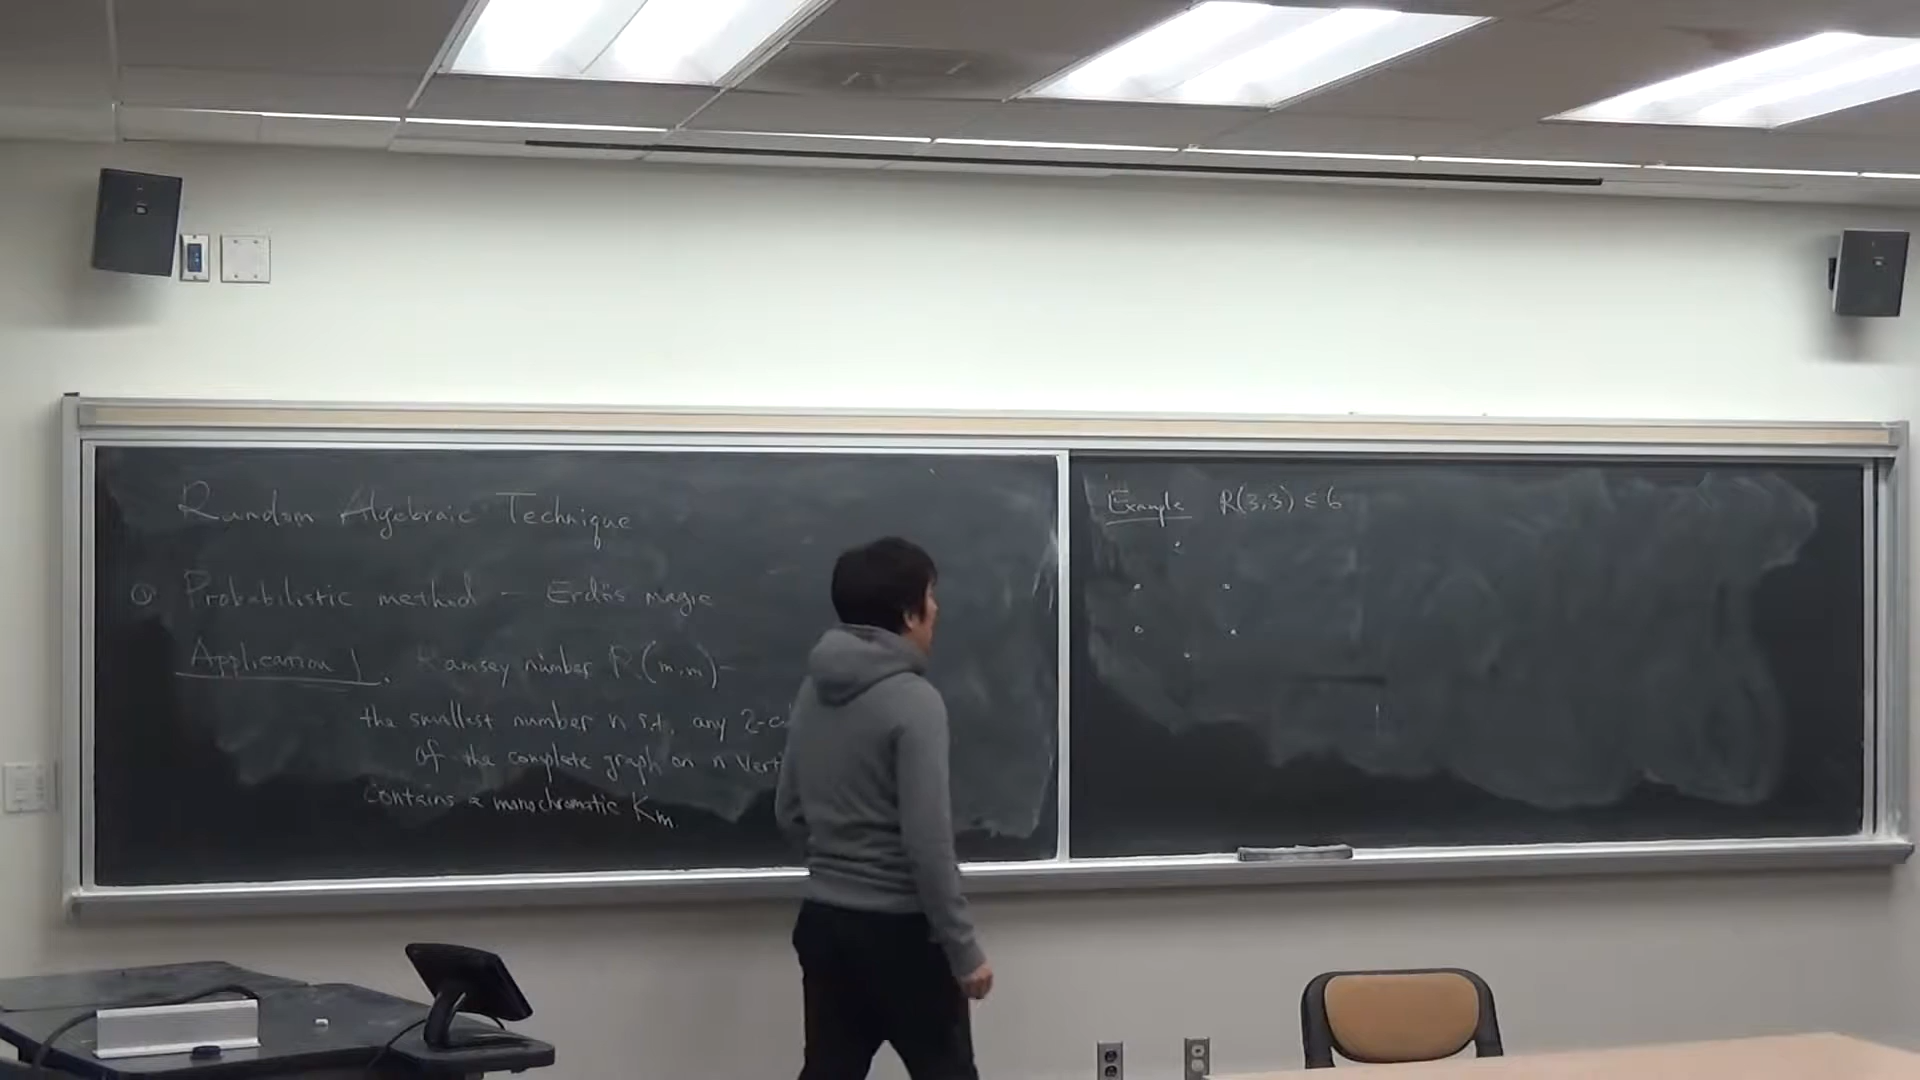 Random Algebraic Technique
① Probabilistic method - Erdös magic
Application 1. Ramsey number R(m,m)-
the smallest number n s.t. any 2-c
of the complete graph on n vert
contains a monochromatic Km.
Example R(3,3) ≤ 6